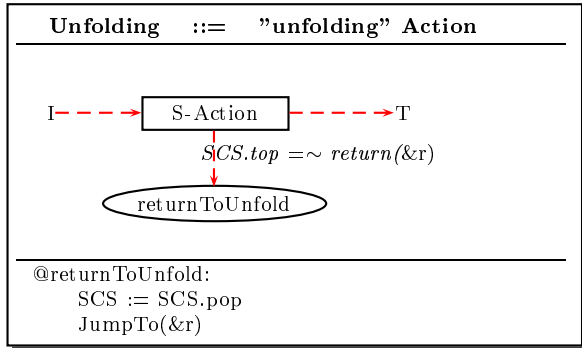 Unfolding ::= ”unfolding” Action
I S-Action T
SCS.top =∼ return(&r)
returnToUnfold
@returnToUnfold:
SCS := SCS.pop
JumpTo(&r)